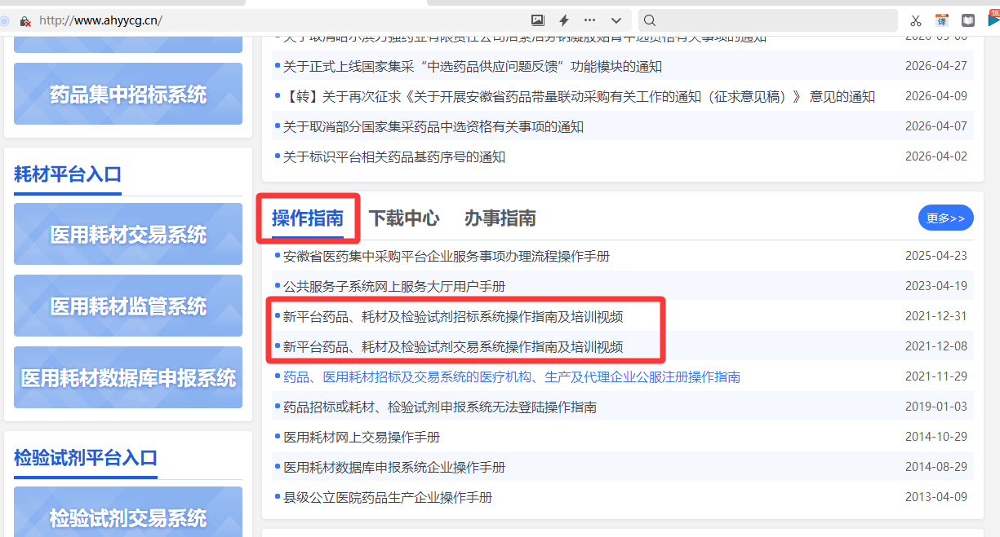 http://www.ahyycg.cn/
译
16
药品集中招标系统
耗材平台入口
医用耗材交易系统
医用耗材监管系统
医用耗材数据库申报系统
检验试剂平台入口
检验试剂交易系统
关于正式上线国家集采“中选药品供应问题反馈”功能模块的通知 2026-04-27
【转】关于再次征求《关于开展安徽省药品带量联动采购有关工作的通知（征求意见稿）》 意见的通知 2026-04-09
关于取消部分国家集采药品中选资格有关事项的通知 2026-04-07
关于标识平台相关药品基药序号的通知 2026-04-02
操作指南 下载中心 办事指南 更多>>
安徽省医药集中采购平台企业服务事项办理流程操作手册 2025-04-23
公共服务子系统网上服务大厅用户手册 2023-04-19
新平台药品、耗材及检验试剂招标系统操作指南及培训视频 2021-12-31
新平台药品、耗材及检验试剂交易系统操作指南及培训视频 2021-12-08
药品、医用耗材招标及交易系统的医疗机构、生产及代理企业公服注册操作指南 2021-11-29
药品招标或耗材、检验试剂申报系统无法登陆操作指南 2019-01-03
医用耗材网上交易操作手册 2014-10-29
医用耗材数据库申报系统企业操作手册 2014-08-29
县级公立医院药品生产企业操作手册 2013-04-09